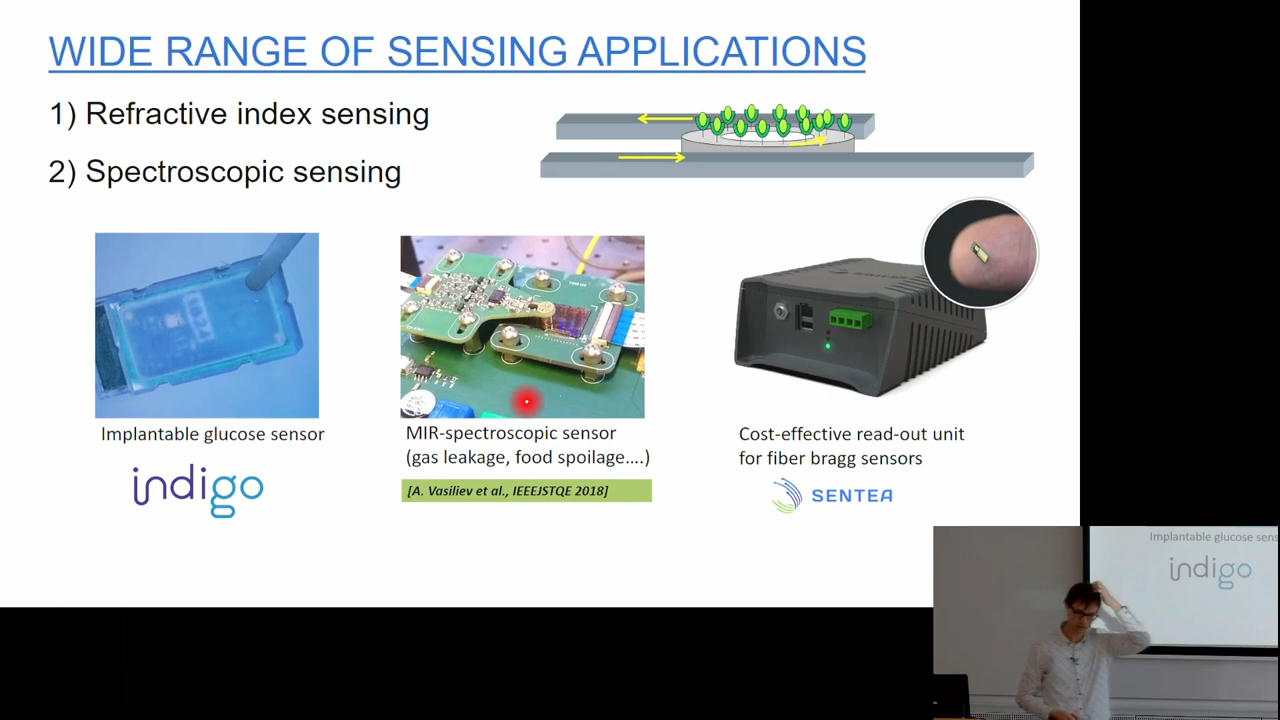 WIDE RANGE OF SENSING APPLICATIONS
1) Refractive index sensing
2) Spectroscopic sensing
Implantable glucose sensor
indigo
MIR-spectroscopic sensor
(gas leakage, food spoilage....)
[A. Vasiliev et al., IEEEJSTQE 2018]
Cost-effective read-out unit
for fiber bragg sensors
SENTEA
Implantable glucose sens
indigo